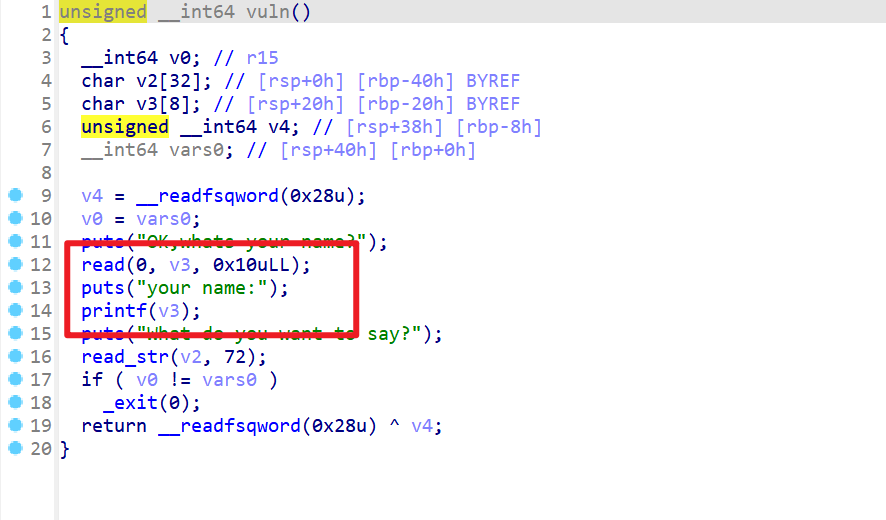 1 unsigned __int64 vuln()
2 {
3 __int64 v0; // r15
4 char v2[32]; // [rsp+0h] [rbp-40h] BYREF
5 char v3[8]; // [rsp+20h] [rbp-20h] BYREF
6 unsigned __int64 v4; // [rsp+38h] [rbp-8h]
7 __int64 vars0; // [rsp+40h] [rbp+0h]
8
9 v4 = __readfsqword(0x28u);
10 v0 = vars0;
11 puts("OK,whats your name?");
12 read(0, v3, 0x10uLL);
13 puts("your name:");
14 printf(v3);
15 puts("What do you want to say?");
16 read_str(v2, 72);
17 if ( v0 != vars0 )
18 _exit(0);
19 return __readfsqword(0x28u) ^ v4;
20 }